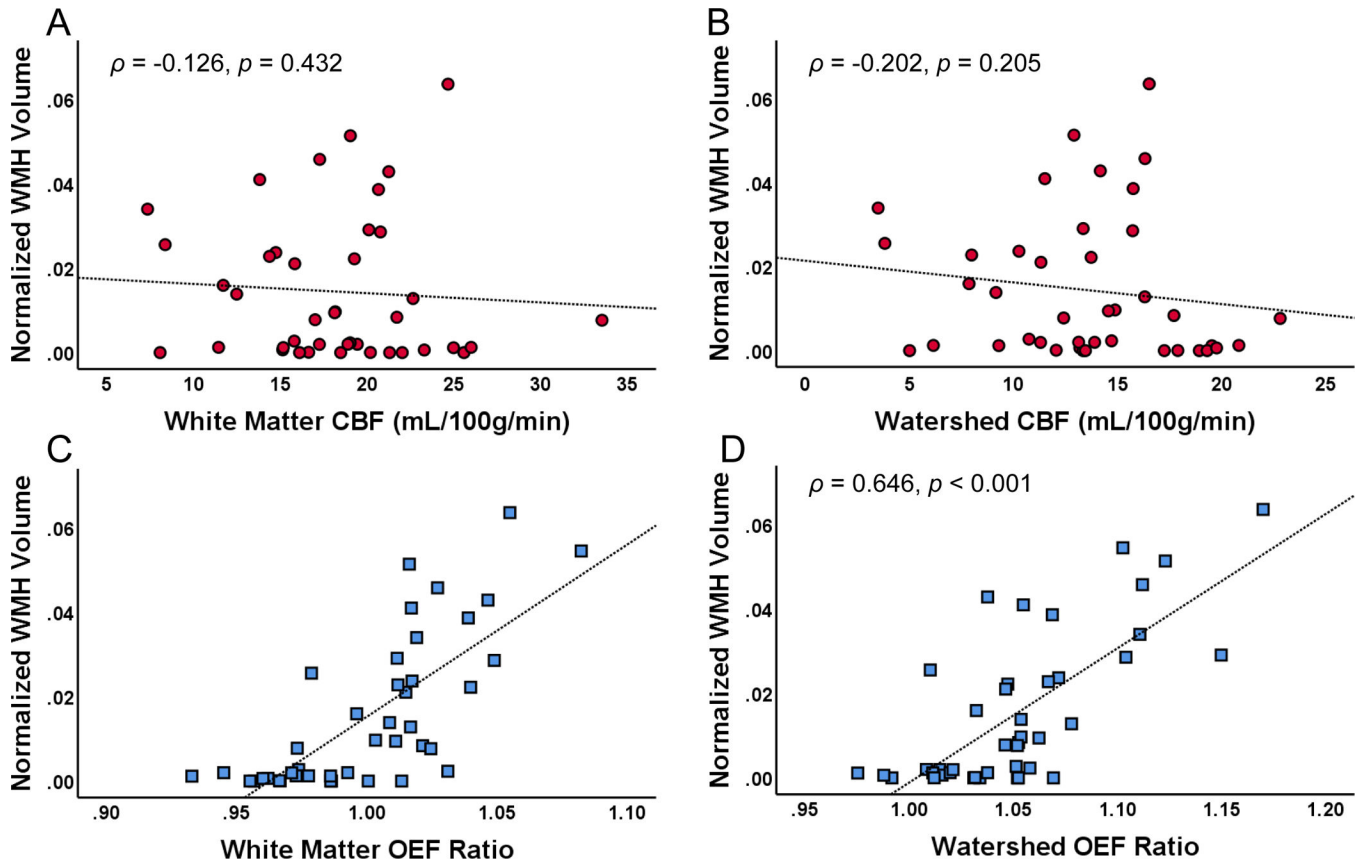 A
ρ = -0.126, p = 0.432
Normalized WMH Volume
.06
.04
.02
.00
5 10 15 20 25 30 35
White Matter CBF (mL/100g/min)
B
ρ = -0.202, p = 0.205
Normalized WMH Volume
.06
.04
.02
.00
0 5 10 15 20 25
Watershed CBF (mL/100g/min)
C
Normalized WMH Volume
.06
.04
.02
.00
.90 .95 1.00 1.05 1.10
White Matter OEF Ratio
D
ρ = 0.646, p < 0.001
Normalized WMH Volume
.06
.04
.02
.00
.95 1.00 1.05 1.10 1.15 1.20
Watershed OEF Ratio